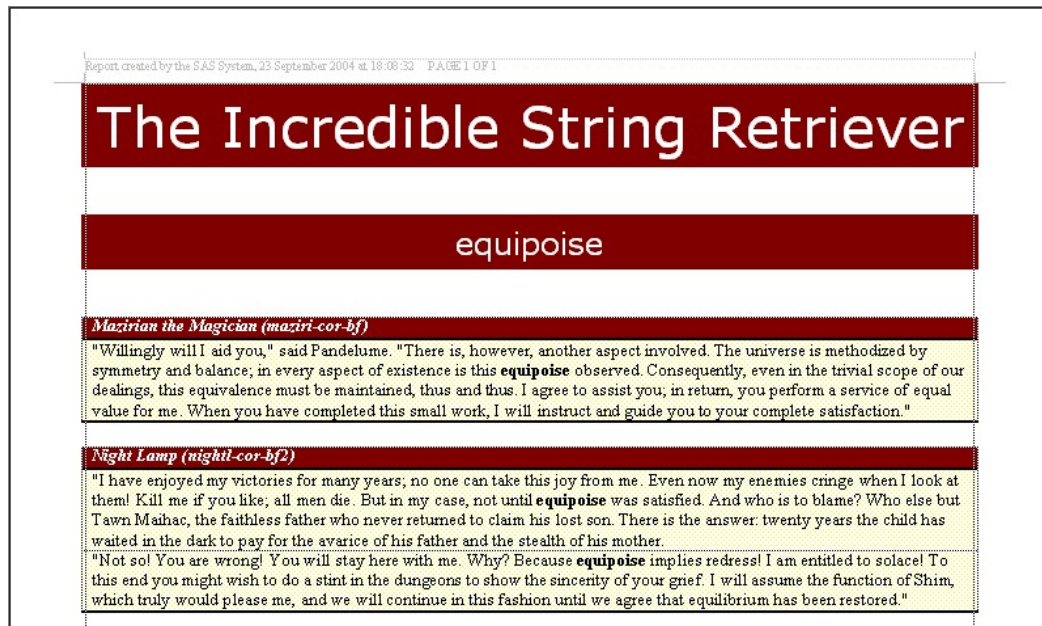 Report created by the SAS System, 23 September 2004 at 18:08:32 PAGE 1 OF 1
The Incredible String Retriever
equipoise
Mazirian the Magician (maziri-cor-bf)
"Willingly will I aid you," said Pandelume. "There is, however, another aspect involved. The universe is methodized by
symmetry and balance; in every aspect of existence is this equipoise observed. Consequently, even in the trivial scope of our
dealings, this equivalence must be maintained, thus and thus. I agree to assist you; in return, you perform a service of equal
value for me. When you have completed this small work, I will instruct and guide you to your complete satisfaction."
Night Lamp (nightl-cor-bf2)
"I have enjoyed my victories for many years; no one can take this joy from me. Even now my enemies cringe when I look at
them! Kill me if you like; all men die. But in my case, not until equipoise was satisfied. And who is to blame? Who else but
Tawn Maihac, the faithless father who never returned to claim his lost son. There is the answer: twenty years the child has
waited in the dark to pay for the avarice of his father and the stealth of his mother.
"Not so! You are wrong! You will stay here with me. Why? Because equipoise implies redress! I am entitled to solace! To
this end you might wish to do a stint in the dungeons to show the sincerity of your grief. I will assume the function of Shim,
which truly would please me, and we will continue in this fashion until we agree that equilibrium has been restored."